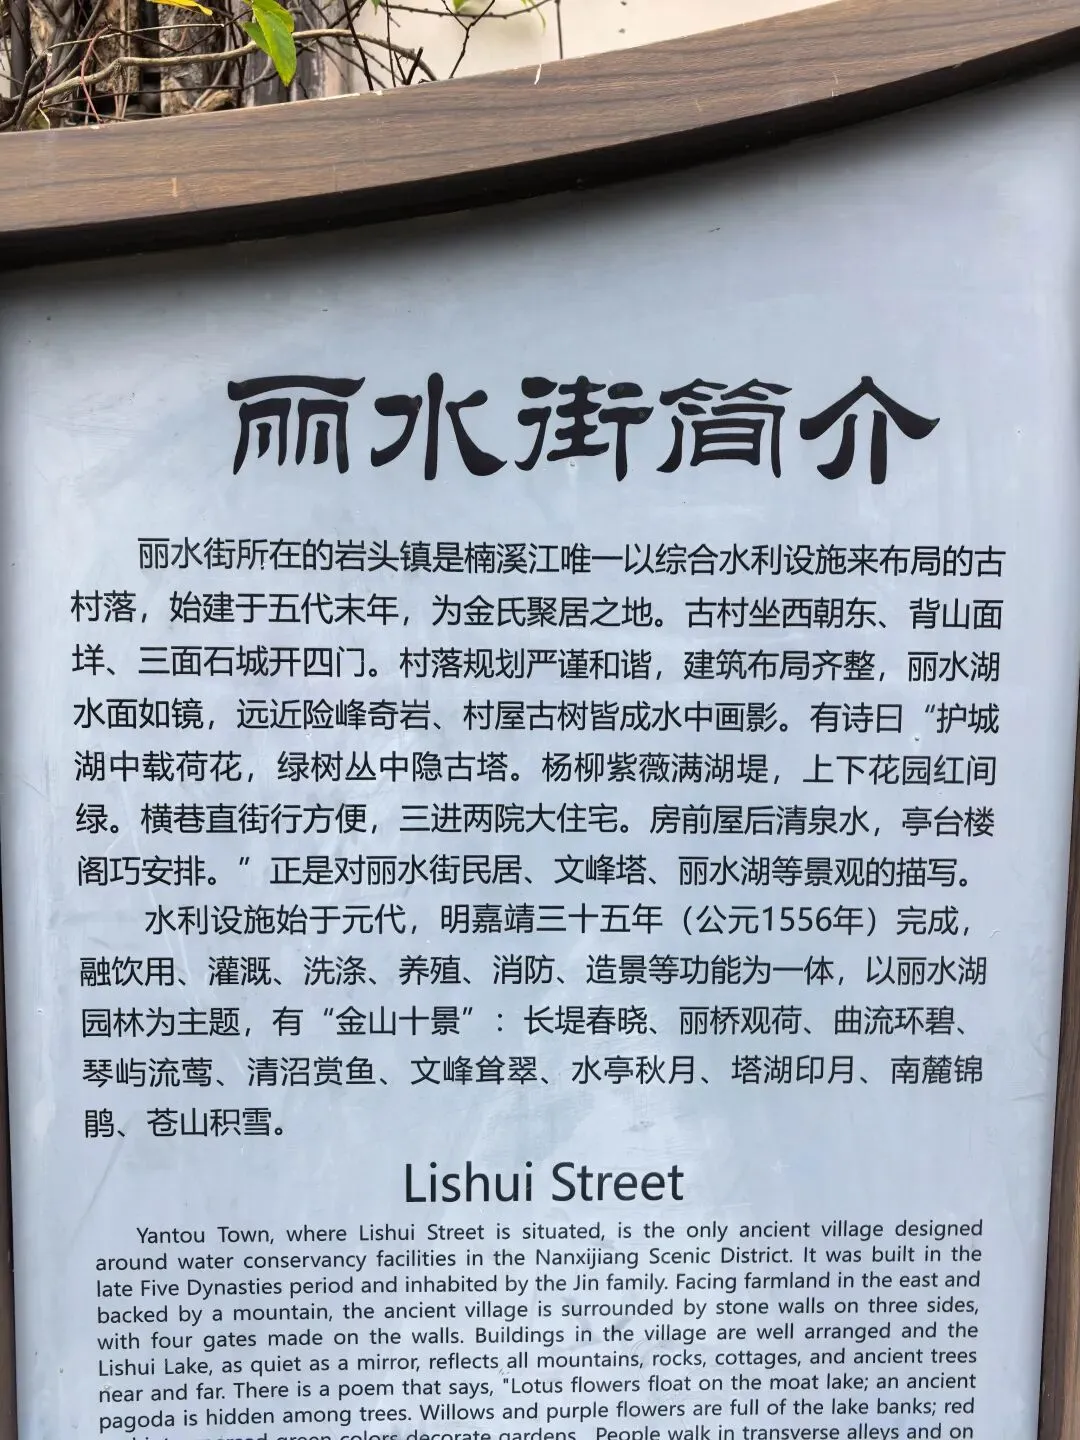 丽水街简介
丽水街所在的岩头镇是楠溪江唯一以综合水利设施来布局的古
村落，始建于五代末年，为金氏聚居之地。古村坐西朝东、背山面
垟、三面石城开四门。村落规划严谨和谐，建筑布局齐整，丽水湖
水面如镜，远近险峰奇岩、村屋古树皆成水中画影。有诗曰“护城
湖中载荷花，绿树丛中隐古塔。杨柳紫薇满湖堤，上下花园红间
绿。横巷直街行方便，三进两院大住宅。房前屋后清泉水，亭台楼
阁巧安排。”正是对丽水街民居、文峰塔、丽水湖等景观的描写。
水利设施始于元代，明嘉靖三十五年（公元1556年）完成，
融饮用、灌溉、洗涤、养殖、消防、造景等功能为一体，以丽水湖
园林为主题，有“金山十景”：长堤春晓、丽桥观荷、曲流环碧、
琴屿流莺、清沼赏鱼、文峰耸翠、水亭秋月、塔湖印月、南麓锦
鹃、苍山积雪。
Lishui Street
Yantou Town, where Lishui Street is situated, is the only ancient village designed
around water conservancy facilities in the Nanxijiang Scenic District. It was built in the
late Five Dynasties period and inhabited by the Jin family. Facing farmland in the east and
backed by a mountain, the ancient village is surrounded by stone walls on three sides,
with four gates made on the walls. Buildings in the village are well arranged and the
Lishui Lake, as quiet as a mirror, reflects all mountains, rocks, cottages, and ancient trees
near and far. There is a poem that says, "Lotus flowers float on the moat lake; an ancient
pagoda is hidden among trees. Willows and purple flowers are full of the lake banks; red
green colors decorate gardens. People walk in transverse alleys and on